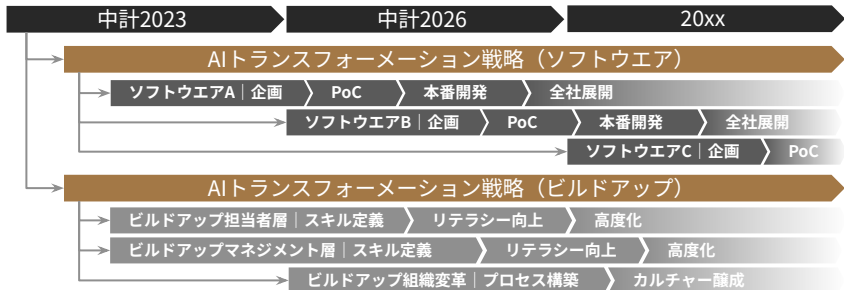 中計2023 中計2026 20xx
AIトランスフォーメーション戦略（ソフトウエア）
ソフトウエアA｜企画 PoC 本番開発 全社展開
ソフトウエアB｜企画 PoC 本番開発 全社展開
ソフトウエアC｜企画 PoC
AIトランスフォーメーション戦略（ビルドアップ）
ビルドアップ担当者層｜スキル定義 リテラシー向上 高度化
ビルドアップマネジメント層｜スキル定義 リテラシー向上 高度化
ビルドアップ組織変革｜プロセス構築 カルチャー醸成